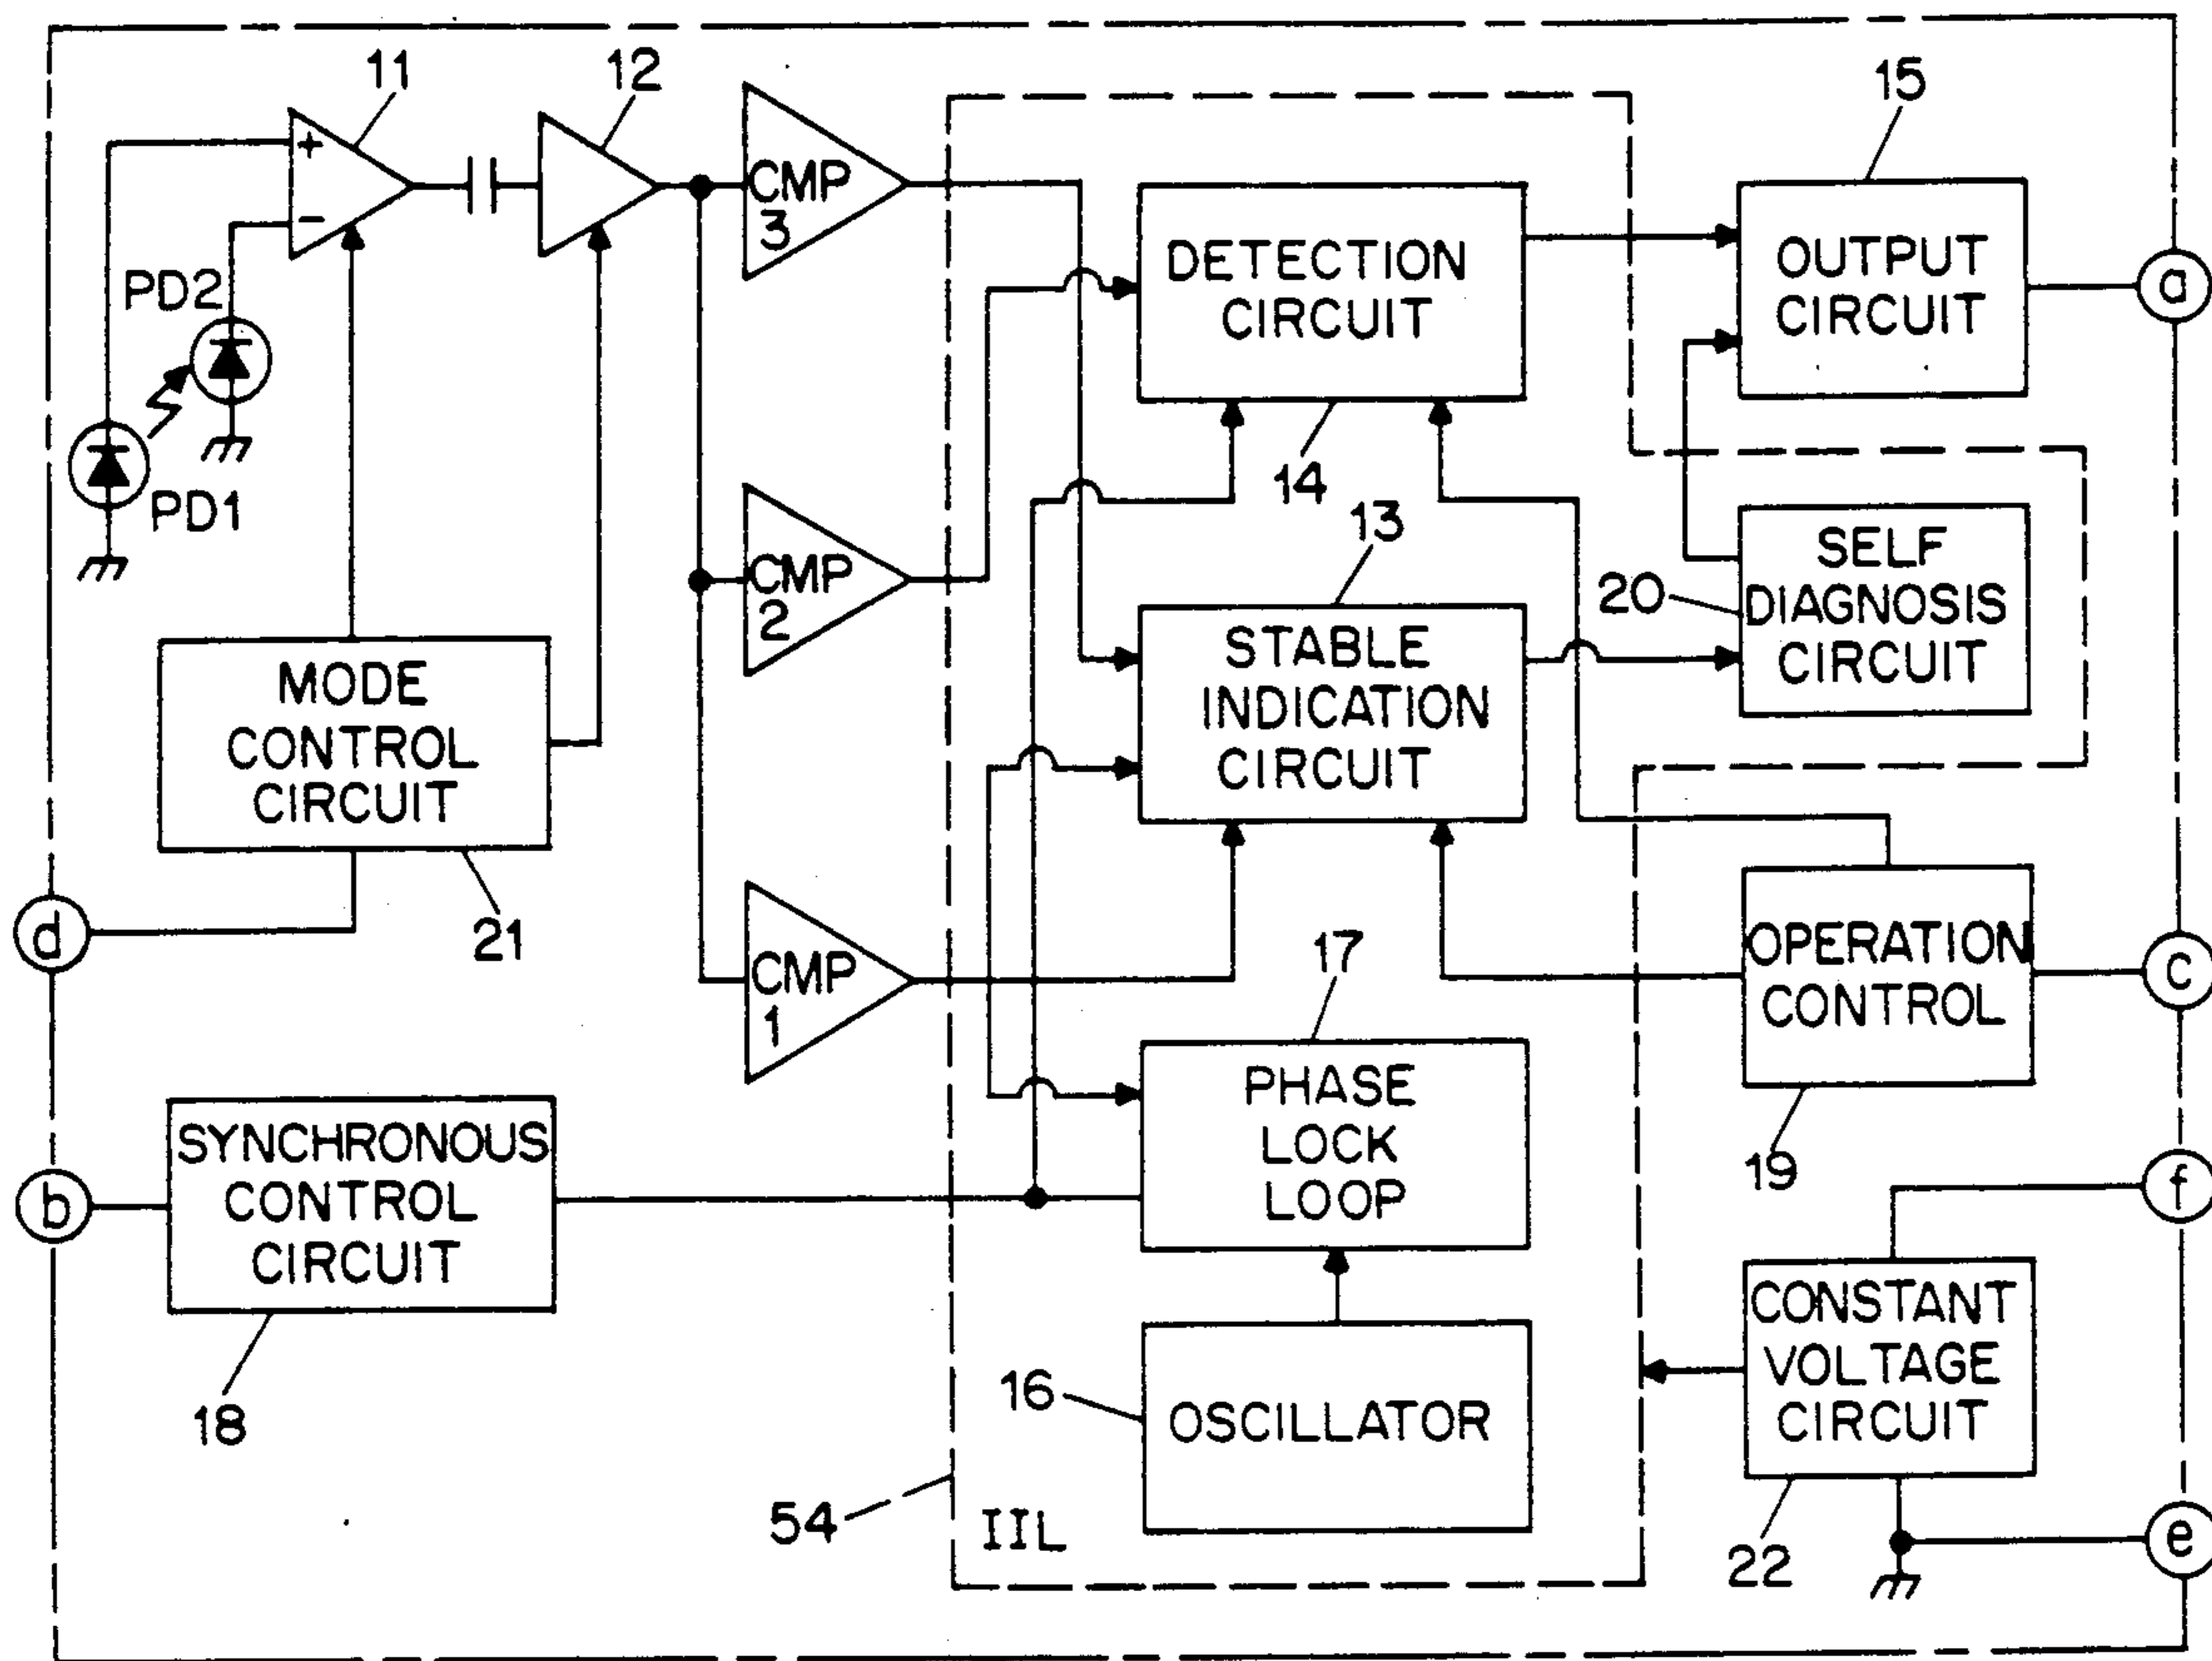 11
12
15
+
-
CMP
3
DETECTION
CIRCUIT
OUTPUT
CIRCUIT
a
PD2
PD1
14
13
CMP
2
SELF
DIAGNOSIS
CIRCUIT
20
STABLE
INDICATION
CIRCUIT
MODE
CONTROL
CIRCUIT
d
21
CMP
1
17
OPERATION
CONTROL
c
19
PHASE
LOCK
LOOP
SYNCHRONOUS
CONTROL
CIRCUIT
b
18
f
CONSTANT
VOLTAGE
CIRCUIT
16
OSCILLATOR
54
IIL
22
e